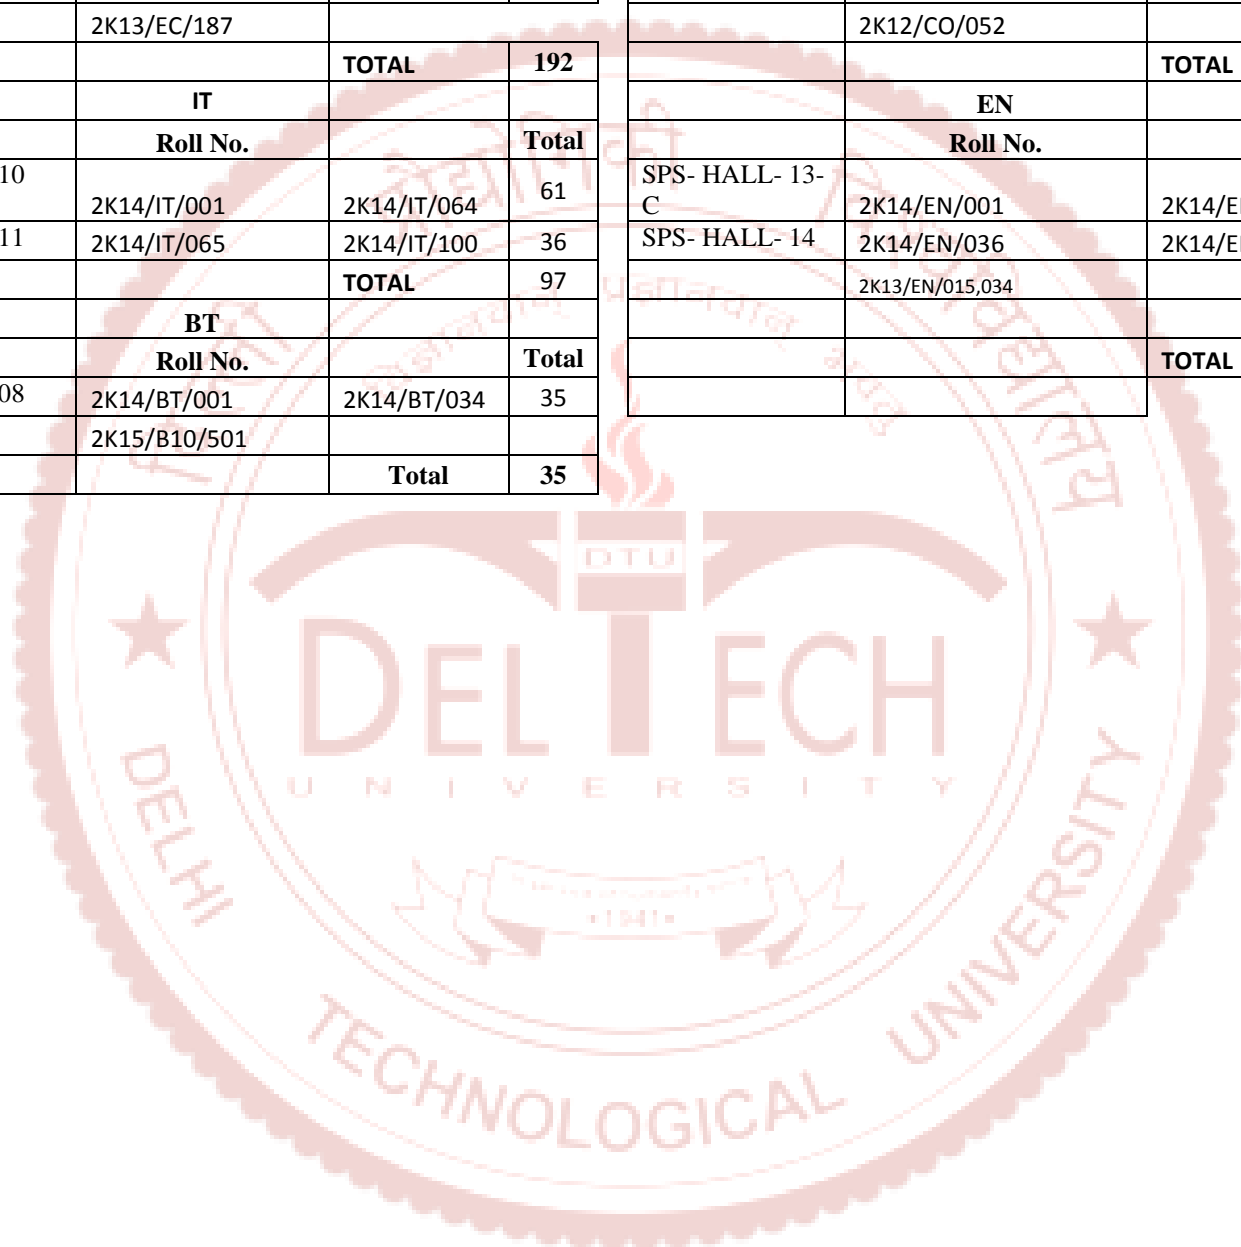 2K13/EC/187
TOTAL 192
IT
Roll No. Total
10 2K14/IT/001 2K14/IT/064 61
11 2K14/IT/065 2K14/IT/100 36
TOTAL 97
BT
Roll No. Total
08 2K14/BT/001 2K14/BT/034 35
2K15/B10/501
Total 35
2K12/CO/052
TOTAL
EN
Roll No.
SPS- HALL- 13-
C 2K14/EN/001
SPS- HALL- 14 2K14/EN/036
2K13/EN/015,034
TOTAL
DTU
DELTECH
UNIVERSITY
•1941•
DELHI TECHNOLOGICAL UNIVERSITY